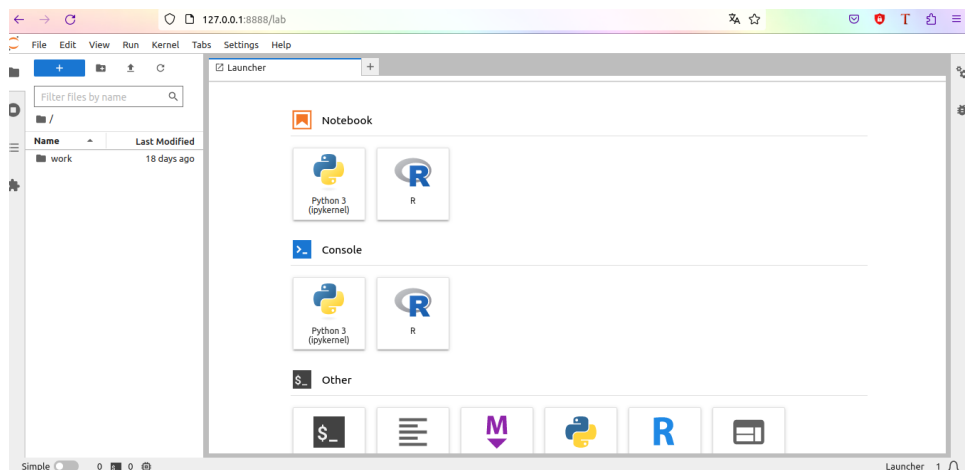 127.0.0.1:8888/lab
File Edit View Run Kernel Tabs Settings Help
Launcher
Filter files by name
/
Name Last Modified
work 18 days ago
Notebook
Python 3
(ipykernel)
R
Console
Python 3
(ipykernel)
R
$_ Other
$_
M
R
Simple 0 $_ 0
Launcher 1